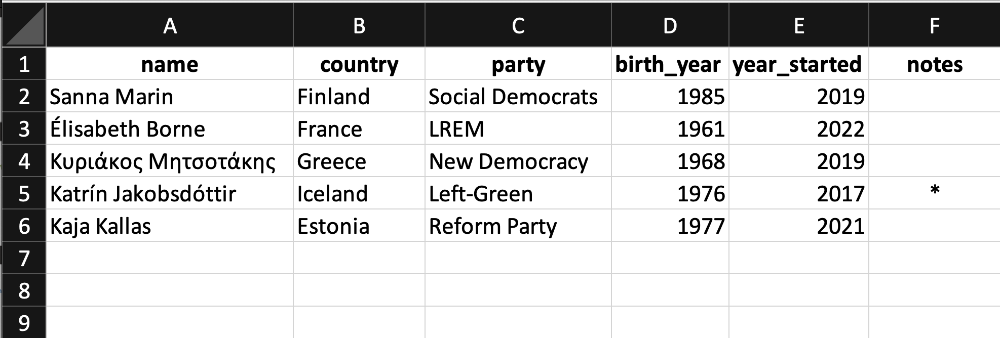 A B C D E F
1 name country party birth_year year_started notes
2 Sanna Marin Finland Social Democrats 1985 2019
3 Élisabeth Borne France LREM 1961 2022
4 Κυριάκος Μητσοτάκης Greece New Democracy 1968 2019
5 Katrín Jakobsdóttir Iceland Left-Green 1976 2017 *
6 Kaja Kallas Estonia Reform Party 1977 2021
7
8
9